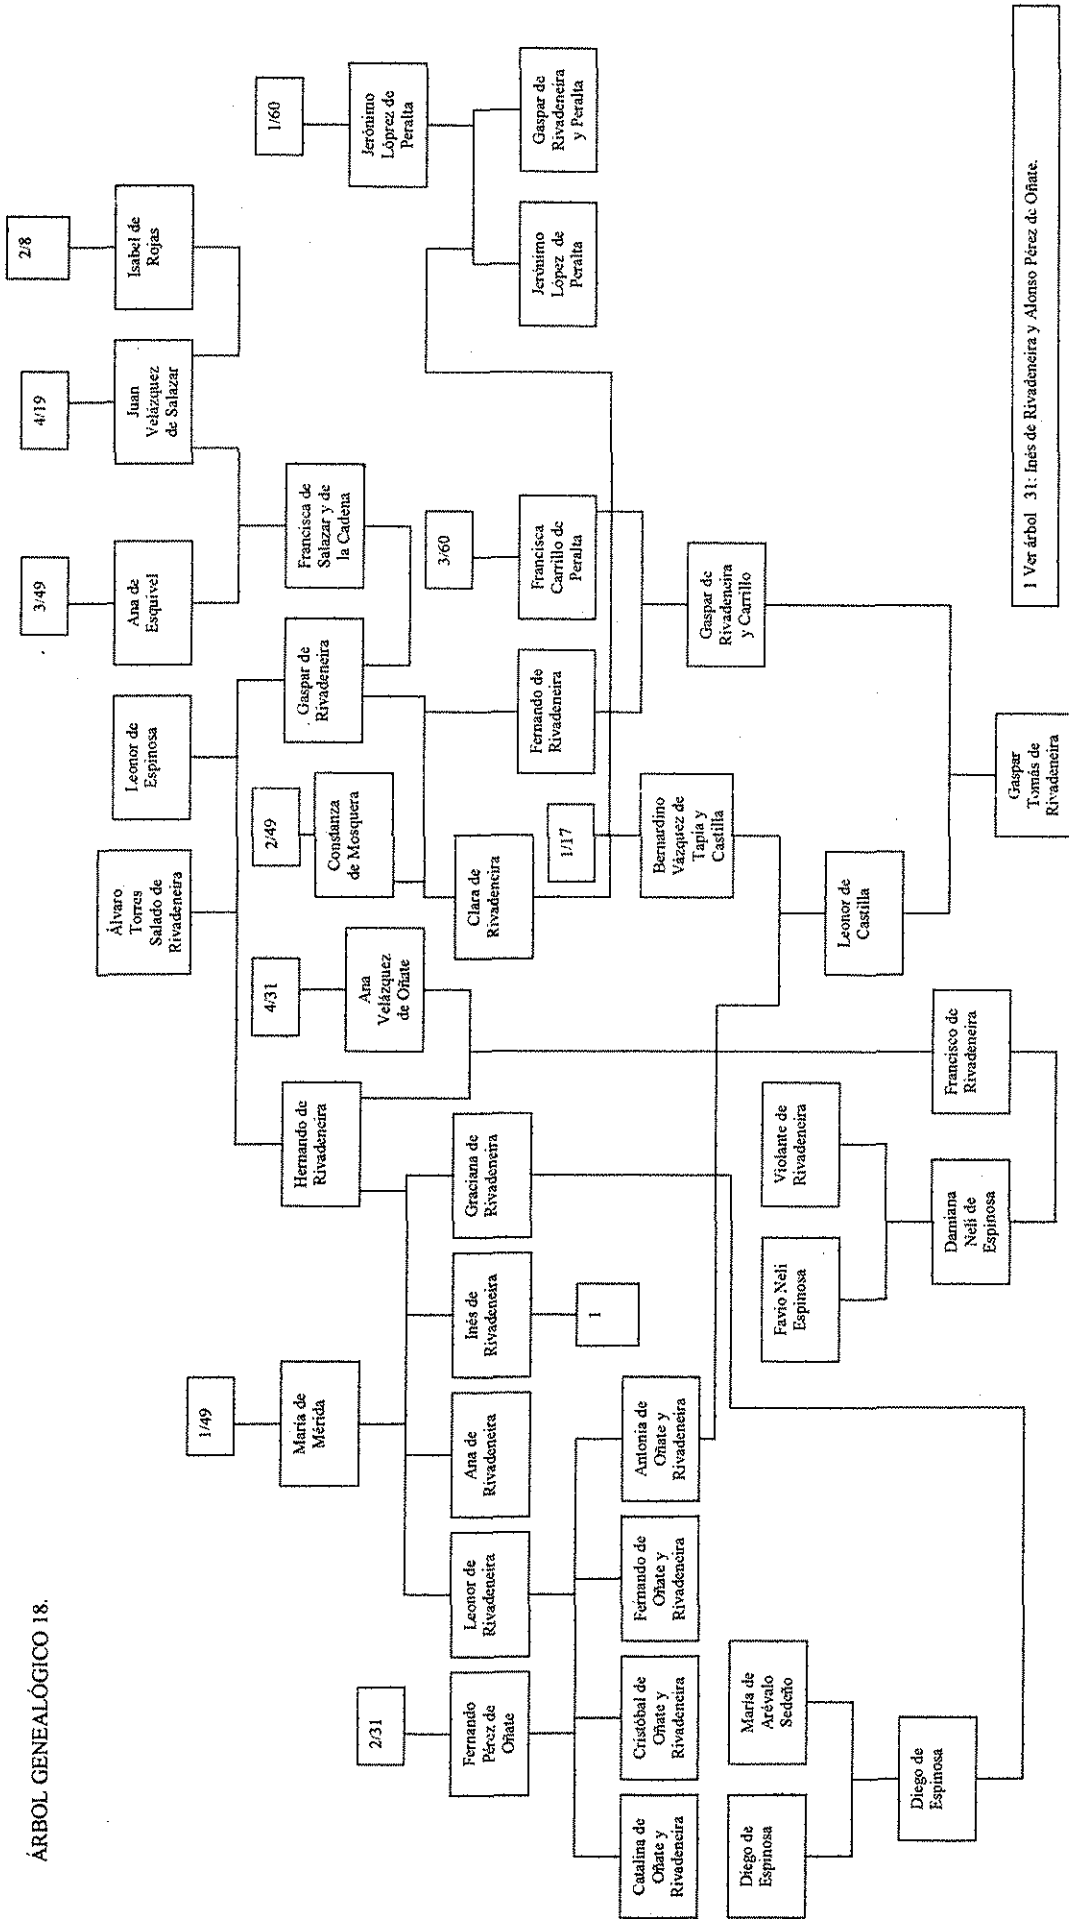 ÁRBOL GENEALÓGICO 18.
2/8
4/19
3/49
1/60
Isabel de
Rojas
Juan
Velázquez
de Salazar
Ana de
Esquivel
Leonor de
Espinosa
Álvaro
Torres
Salado de
Rivadeneira
1/49
Jerónimo
Lóprez de
Peralta
Francisca de
Salazar y de
la Cadena
Gaspar de
Rivadeneira
2/49
Constanza
de Mosquera
4/31
Ana
Velázquez
de Oñate
Hernando de
Rivadeneira
María de
Mérida
2/31
3/60
Gaspar de
Rivadeneira
y Peralta
Jerónimo
López de
Peralta
Francisca
Carrillo de
Peralta
Fernando de
Rivadeneira
Clara de
Rivadeneira
Graciana de
Rivadeneira
Inés de
Rivadeneira
Ana de
Rivadeneira
Leonor de
Rivadeneira
Fernando
Pérez de
Oñate
1/17
1
Gaspar de
Rivadeneira
y Carrillo
Bernardino
Vázquez de
Tapia y
Castilla
Antonia de
Oñate y
Rivadeneira
Fernando de
Oñate y
Rivadeneira
Cristóbal de
Oñate y
Rivadeneira
Catalina de
Oñate y
Rivadeneira
Violante de
Rivadeneira
Favio Neli
Espinosa
María de
Arévalo
Sedeño
Diego de
Espinosa
Leonor de
Castilla
Francisco de
Rivadeneira
Damiana
Neli de
Espinosa
Diego de
Espinosa
Gaspar
Tomás de
Rivadeneira
1 Ver árbol 31: Inés de Rivadeneira y Alonso Pérez de Oñate.